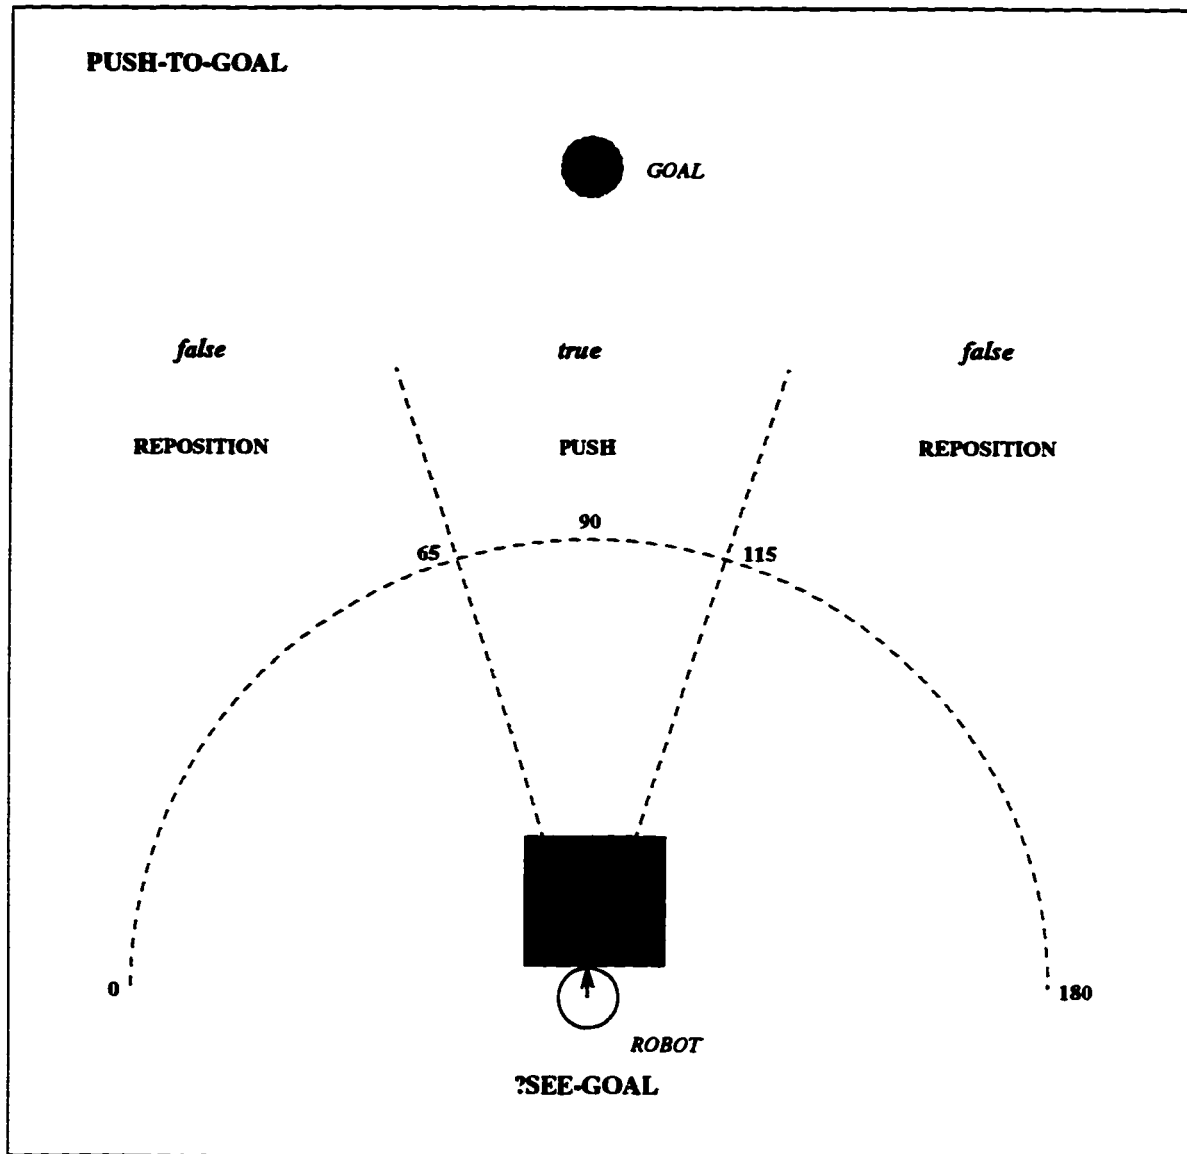 PUSH-TO-GOAL
GOAL
false true false
REPOSITION PUSH REPOSITION
90
65 115
0 180
ROBOT
?SEE-GOAL